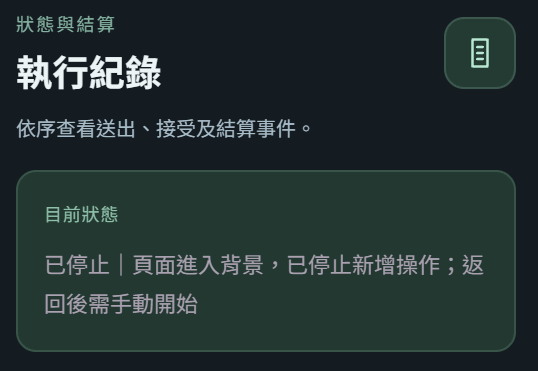 狀態與結算
執行紀錄
依序查看送出、接受及結算事件。
目前狀態
已停止｜頁面進入背景，已停止新增操作；返
回後需手動開始